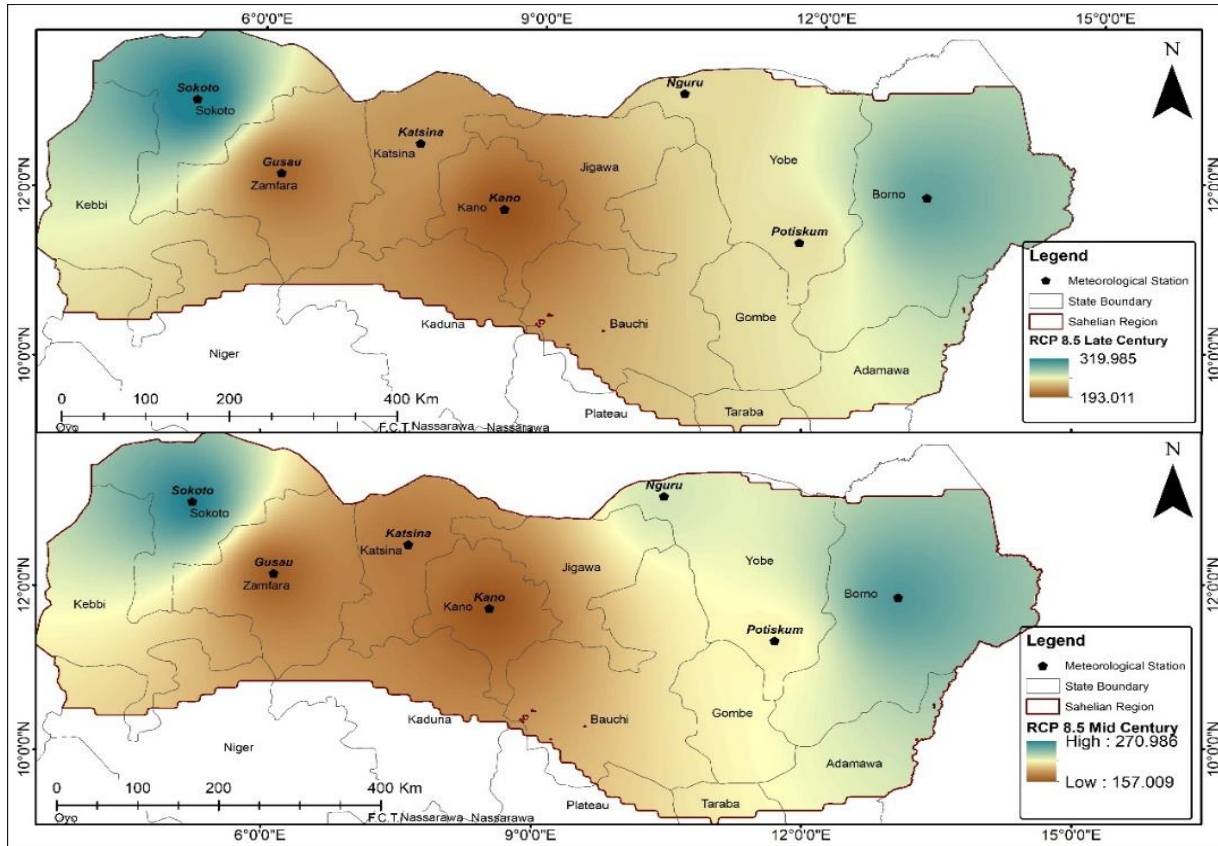 6°0'0"E 9°0'0"E 12°0'0"E 15°0'0"E
N
Sokoto
Sokoto
Nguru
Katsina
Katsina
Gusau
Zamfara
Jigawa
Yobe
12°0'0"N 12°0'0"N
Kebbi
Kano
Kano
Borno
Potiskum
Legend
Meteorological Station
State Boundary
Sahelian Region
RCP 8.5 Late Century
319.985
193.011
Kaduna
Bauchi
Gombe
Niger
Adamawa
10°0'0"N 10°0'0"N
0 100 200 400 Km
Plateau
Taraba
Oyo F.C.T. Nassarawa Nassarawa
N
Sokoto
Sokoto
Nguru
Katsina
Katsina
Gusau
Zamfara
Jigawa
Yobe
12°0'0"N 12°0'0"N
Kebbi
Kano
Kano
Borno
Potiskum
Legend
Meteorological Station
State Boundary
Sahelian Region
RCP 8.5 Mid Century
High : 270.986
Low : 157.009
Kaduna
Bauchi
Gombe
Niger
Adamawa
10°0'0"N 10°0'0"N
0 100 200 400 Km
Plateau
Taraba
Oyo F.C.T. Nassarawa Nassarawa
6°0'0"E 9°0'0"E 12°0'0"E 15°0'0"E